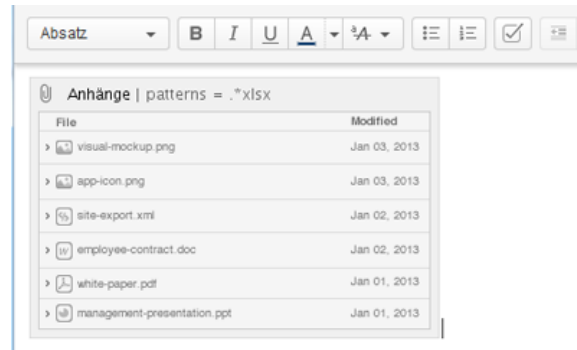 Absatz B I U A ªA
Anhänge | patterns = .*xlsx
File Modified
visual-mockup.png Jan 03, 2013
app-icon.png Jan 03, 2013
site-export.xml Jan 02, 2013
W employee-contract.doc Jan 02, 2013
white-paper.pdf Jan 01, 2013
management-presentation.ppt Jan 01, 2013